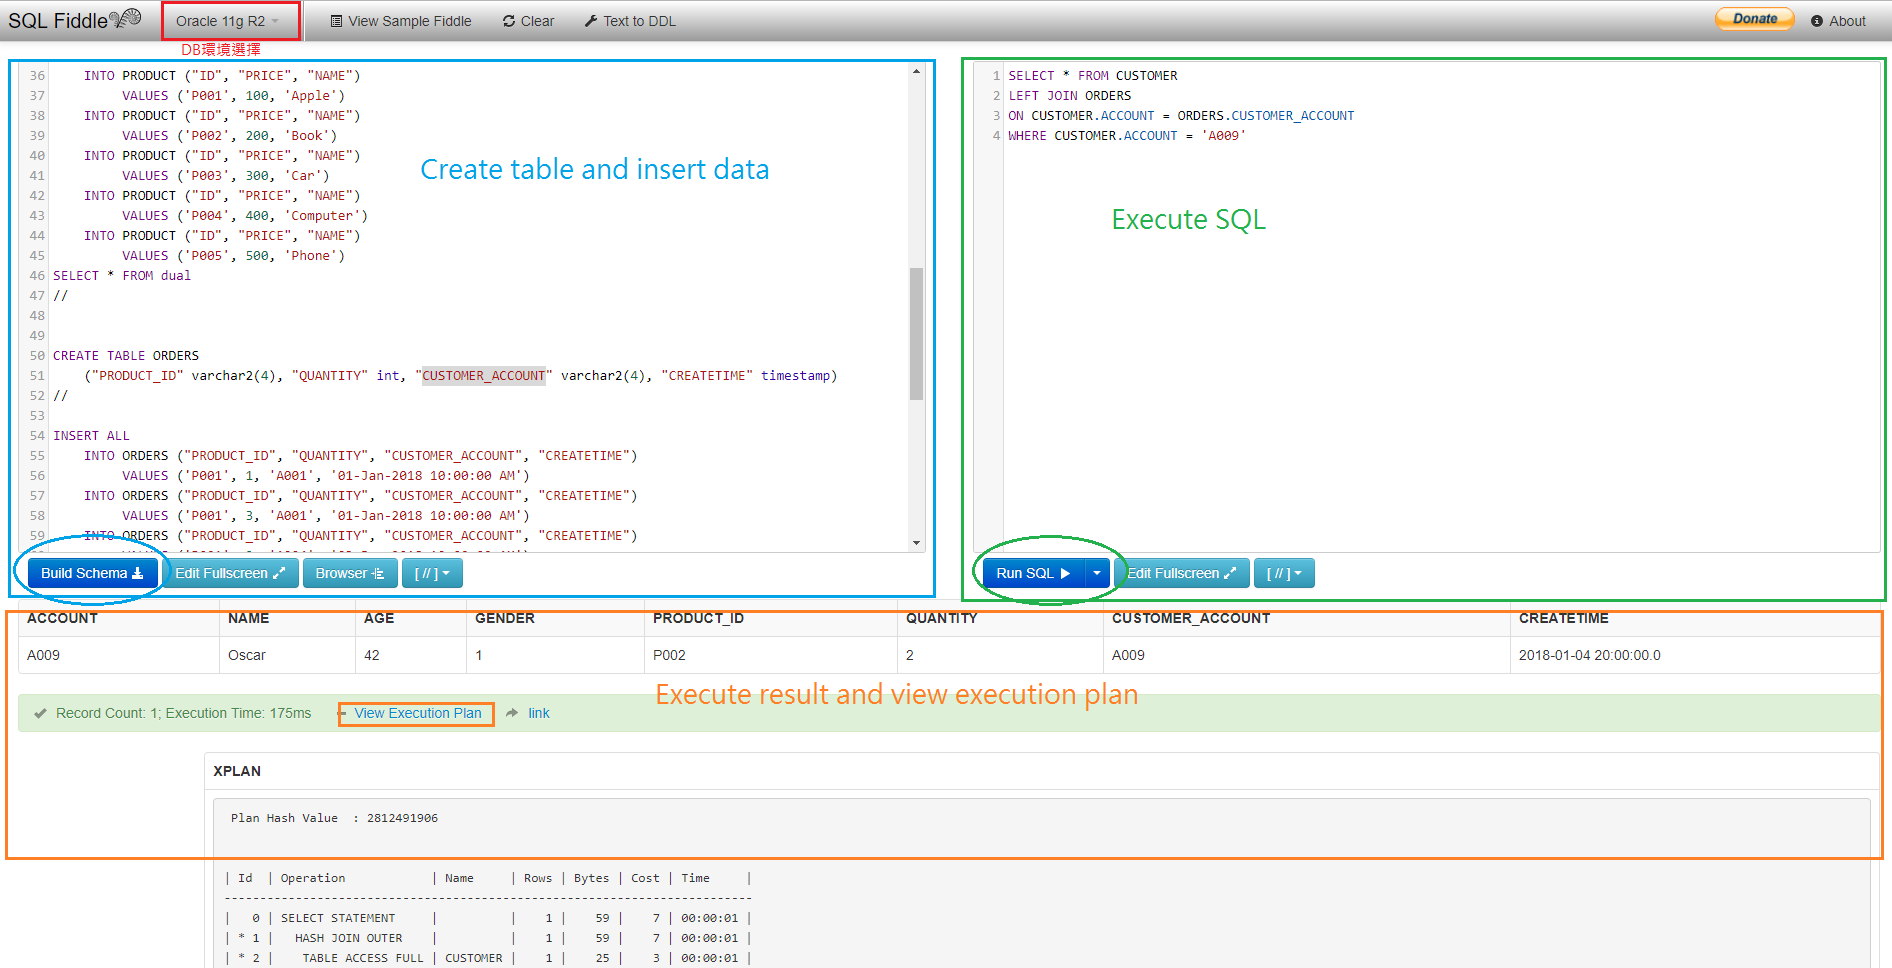 SQL Fiddle
Oracle 11g R2
View Sample Fiddle
Clear
Text to DDL
Donate
About
DB環境選擇
36 INTO PRODUCT ("ID", "PRICE", "NAME")
37 VALUES ('P001', 100, 'Apple')
38 INTO PRODUCT ("ID", "PRICE", "NAME")
39 VALUES ('P002', 200, 'Book')
40 INTO PRODUCT ("ID", "PRICE", "NAME")
41 VALUES ('P003', 300, 'Car')
42 INTO PRODUCT ("ID", "PRICE", "NAME")
43 VALUES ('P004', 400, 'Computer')
44 INTO PRODUCT ("ID", "PRICE", "NAME")
45 VALUES ('P005', 500, 'Phone')
46 SELECT * FROM dual
47 //
48
49
50 CREATE TABLE ORDERS
51 ("PRODUCT_ID" varchar2(4), "QUANTITY" int, "CUSTOMER_ACCOUNT" varchar2(4), "CREATETIME" timestamp)
52 //
53
54 INSERT ALL
55 INTO ORDERS ("PRODUCT_ID", "QUANTITY", "CUSTOMER_ACCOUNT", "CREATETIME")
56 VALUES ('P001', 1, 'A001', '01-Jan-2018 10:00:00 AM')
57 INTO ORDERS ("PRODUCT_ID", "QUANTITY", "CUSTOMER_ACCOUNT", "CREATETIME")
58 VALUES ('P001', 3, 'A001', '01-Jan-2018 10:00:00 AM')
59 INTO ORDERS ("PRODUCT_ID", "QUANTITY", "CUSTOMER_ACCOUNT", "CREATETIME")
Create table and insert data
Build Schema
Edit Fullscreen
Browser
[ // ]
1 SELECT * FROM CUSTOMER
2 LEFT JOIN ORDERS
3 ON CUSTOMER.ACCOUNT = ORDERS.CUSTOMER_ACCOUNT
4 WHERE CUSTOMER.ACCOUNT = 'A009'
Execute SQL
Run SQL
Edit Fullscreen
[ // ]
ACCOUNT NAME AGE GENDER PRODUCT_ID QUANTITY CUSTOMER_ACCOUNT CREATETIME
A009 Oscar 42 1 P002 2 A009 2018-01-04 20:00:00.0
Execute result and view execution plan
Record Count: 1; Execution Time: 175ms View Execution Plan link
XPLAN
Plan Hash Value : 2812491906
| Id | Operation | Name | Rows | Bytes | Cost | Time |
--------------------------------------------------------------------------
| 0 | SELECT STATEMENT | | 1 | 59 | 7 | 00:00:01 |
| * 1 | HASH JOIN OUTER | | 1 | 59 | 7 | 00:00:01 |
| * 2 | TABLE ACCESS FULL | CUSTOMER | 1 | 25 | 3 | 00:00:01 |